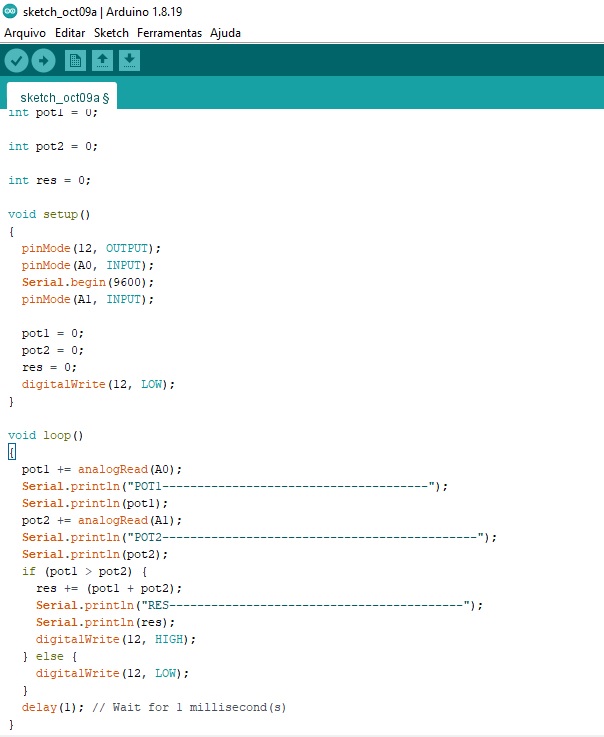 sketch_oct09a | Arduino 1.8.19
Arquivo Editar Sketch Ferramentas Ajuda
sketch_oct09a §
int pot1 = 0;
int pot2 = 0;
int res = 0;
void setup()
{
  pinMode(12, OUTPUT);
  pinMode(A0, INPUT);
  Serial.begin(9600);
  pinMode(A1, INPUT);
  pot1 = 0;
  pot2 = 0;
  res = 0;
  digitalWrite(12, LOW);
}
void loop()
{
  pot1 += analogRead(A0);
  Serial.println("POT1--------------------------------------");
  Serial.println(pot1);
  pot2 += analogRead(A1);
  Serial.println("POT2---------------------------------------------");
  Serial.println(pot2);
  if (pot1 > pot2) {
    res += (pot1 + pot2);
    Serial.println("RES------------------------------------------");
    Serial.println(res);
    digitalWrite(12, HIGH);
  } else {
    digitalWrite(12, LOW);
  }
  delay(1); // Wait for 1 millisecond(s)
}